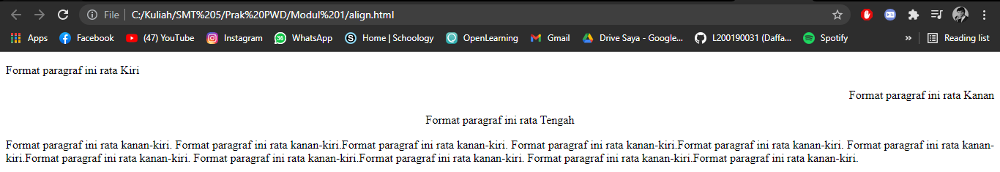 File | C:/Kuliah/SMT%205/Prak%20PWD/Modul%201/align.html
Apps Facebook (47) YouTube Instagram 36 WhatsApp S Home | Schoology OpenLearning Gmail Drive Saya - Google... L200190031 (Daffa... Spotify » Reading list
Format paragraf ini rata Kiri
Format paragraf ini rata Kanan
Format paragraf ini rata Tengah
Format paragraf ini rata kanan-kiri. Format paragraf ini rata kanan-kiri.Format paragraf ini rata kanan-kiri. Format paragraf ini rata kanan-kiri.Format paragraf ini rata kanan-kiri. Format paragraf ini rata kanan-
kiri.Format paragraf ini rata kanan-kiri. Format paragraf ini rata kanan-kiri.Format paragraf ini rata kanan-kiri. Format paragraf ini rata kanan-kiri.Format paragraf ini rata kanan-kiri.